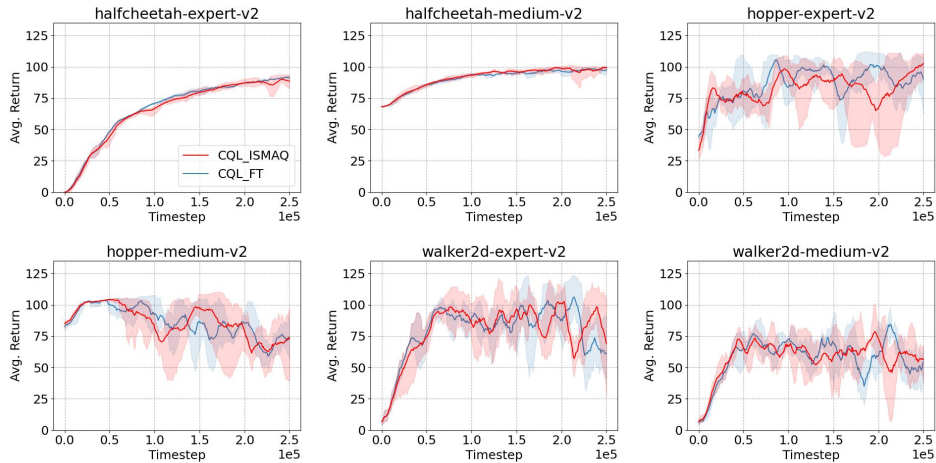 halfcheetah-expert-v2
Avg. Return
125
100
75
50
25
0
CQL_ISMAQ
CQL_FT
0.0 0.5 1.0 1.5 2.0 2.5
Timestep
1e5
halfcheetah-medium-v2
Avg. Return
125
100
75
50
25
0
0.0 0.5 1.0 1.5 2.0 2.5
Timestep
1e5
hopper-expert-v2
Avg. Return
125
100
75
50
25
0
0.0 0.5 1.0 1.5 2.0 2.5
Timestep
1e5
hopper-medium-v2
Avg. Return
125
100
75
50
25
0
0.0 0.5 1.0 1.5 2.0 2.5
Timestep
1e5
walker2d-expert-v2
Avg. Return
125
100
75
50
25
0
0.0 0.5 1.0 1.5 2.0 2.5
Timestep
1e5
walker2d-medium-v2
Avg. Return
125
100
75
50
25
0
0.0 0.5 1.0 1.5 2.0 2.5
Timestep
1e5